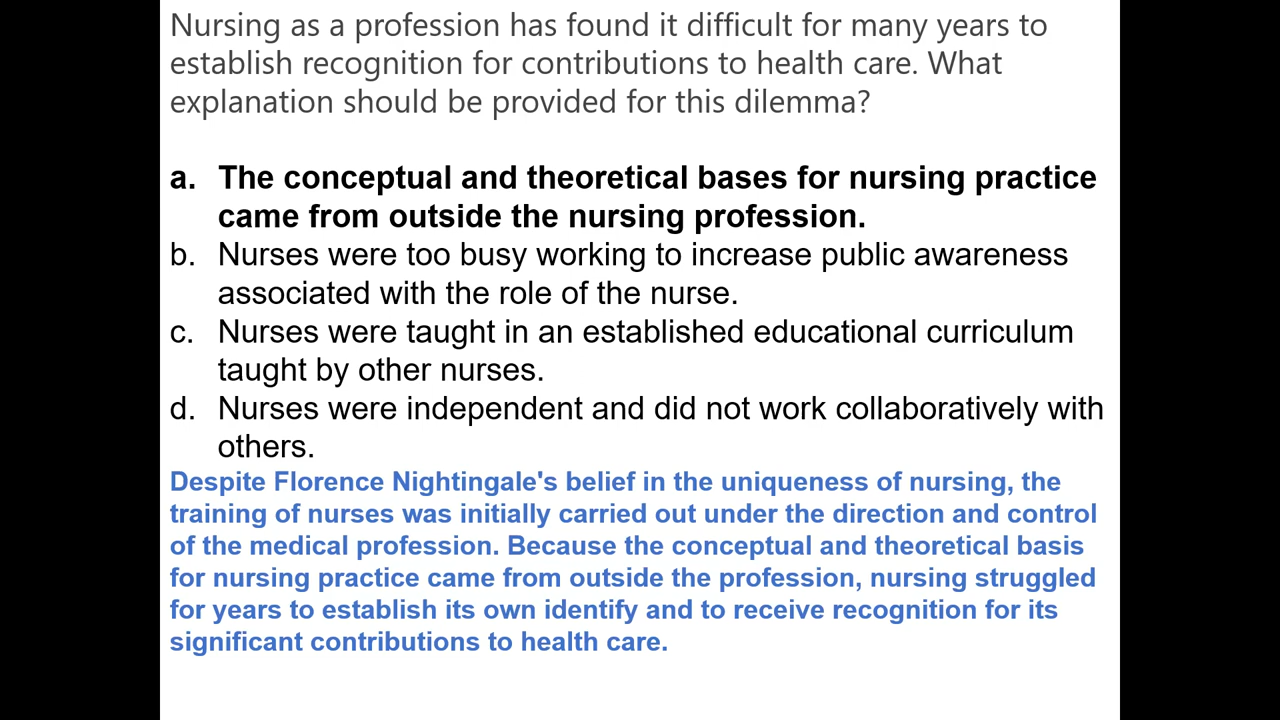 Nursing as a profession has found it difficult for many years to
establish recognition for contributions to health care. What
explanation should be provided for this dilemma?
a. The conceptual and theoretical bases for nursing practice
came from outside the nursing profession.
b. Nurses were too busy working to increase public awareness
associated with the role of the nurse.
c. Nurses were taught in an established educational curriculum
taught by other nurses.
d. Nurses were independent and did not work collaboratively with
others.
Despite Florence Nightingale's belief in the uniqueness of nursing, the
training of nurses was initially carried out under the direction and control
of the medical profession. Because the conceptual and theoretical basis
for nursing practice came from outside the profession, nursing struggled
for years to establish its own identify and to receive recognition for its
significant contributions to health care.